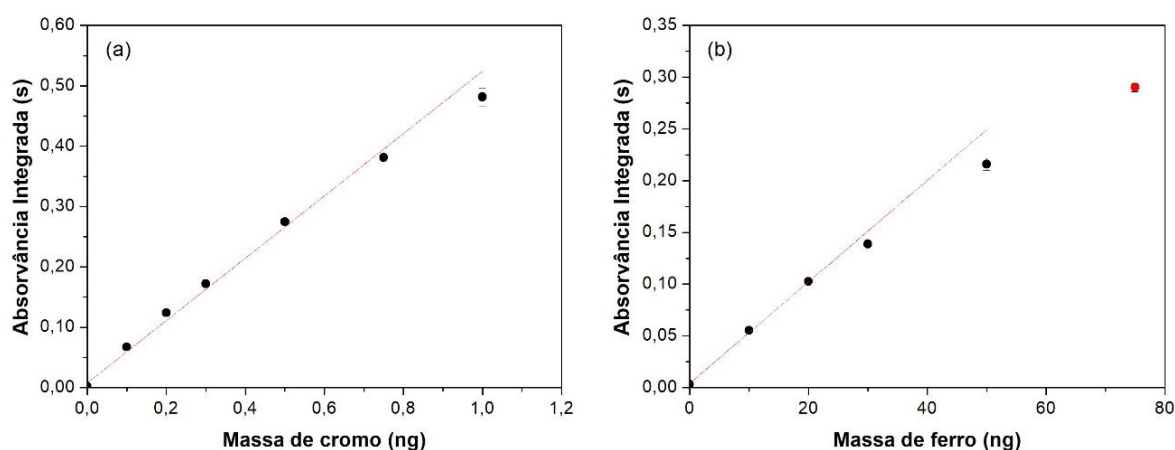 (a)
Absorvância Integrada (s)
0,60
0,50
0,40
0,30
0,20
0,10
0,00
0,0 0,2 0,4 0,6 0,8 1,0 1,2
Massa de cromo (ng)
(b)
Absorvância Integrada (s)
0,35
0,30
0,25
0,20
0,15
0,10
0,05
0,00
0 20 40 60 80
Massa de ferro (ng)